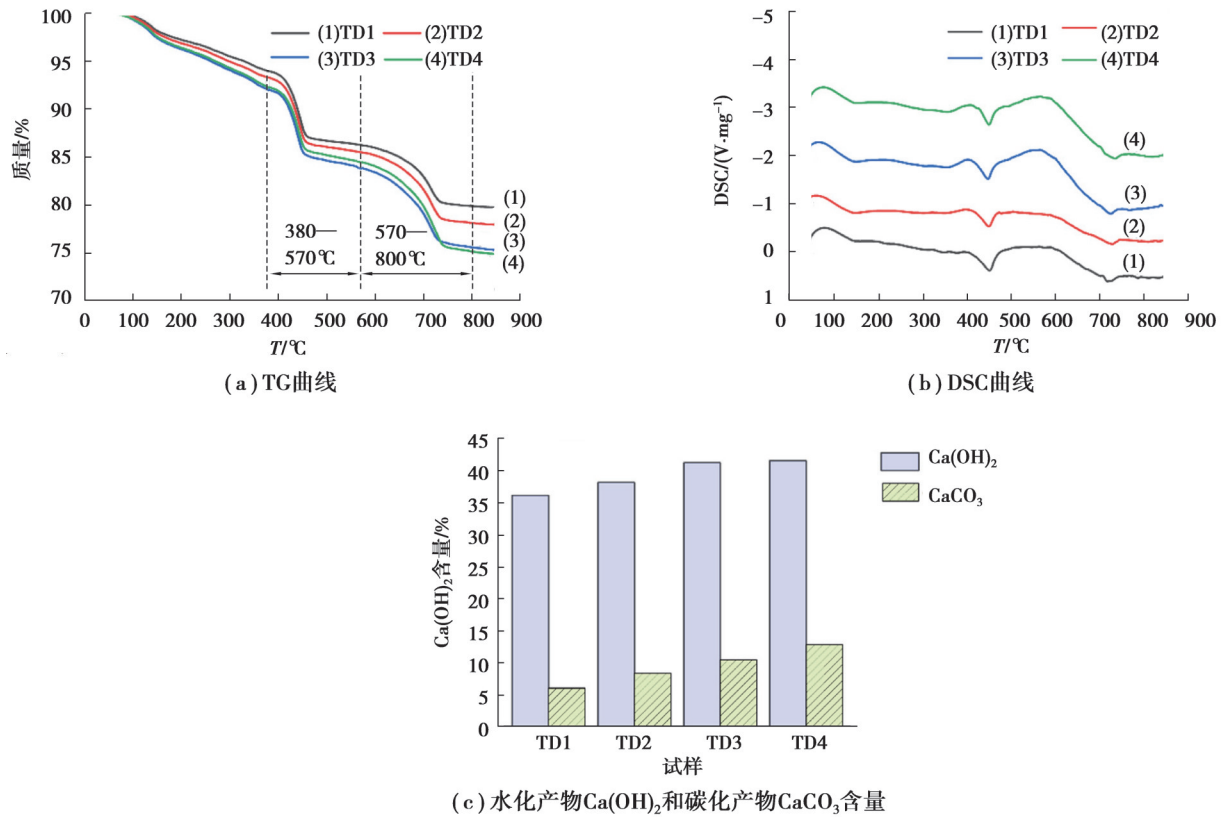 100
95
90
85
80
75
70
质量/%
(1)TD1 (2)TD2
(3)TD3 (4)TD4
380—
570℃
570—
800℃
(1)
(2)
(3)
(4)
0 100 200 300 400 500 600 700 800 900
T/℃
(a)TG曲线
-5
-4
-3
-2
-1
0
1
DSC/(V·mg⁻¹)
(1)TD1 (2)TD2
(3)TD3 (4)TD4
(4)
(3)
(2)
(1)
0 100 200 300 400 500 600 700 800 900
T/℃
(b)DSC曲线
45
40
35
30
25
20
15
10
5
0
Ca(OH)₂含量/%
Ca(OH)₂
CaCO₃
TD1 TD2 TD3 TD4
试样
(c)水化产物Ca(OH)₂和碳化产物CaCO₃含量